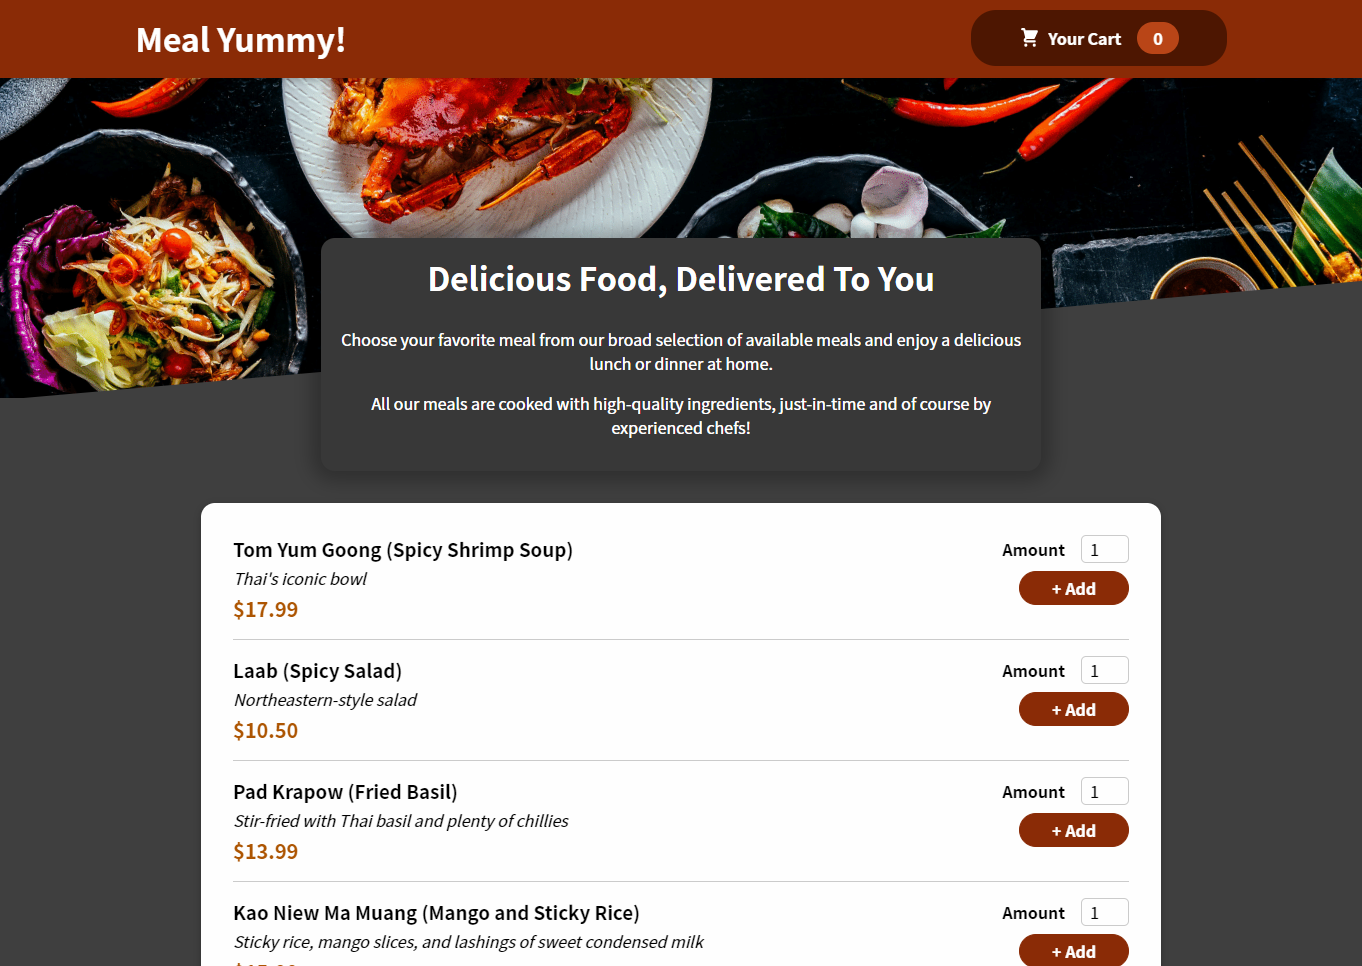 Meal Yummy!
Your Cart 0
Delicious Food, Delivered To You
Choose your favorite meal from our broad selection of available meals and enjoy a delicious
lunch or dinner at home.
All our meals are cooked with high-quality ingredients, just-in-time and of course by
experienced chefs!
Tom Yum Goong (Spicy Shrimp Soup)
Thai's iconic bowl
$17.99
Amount 1
+ Add
Laab (Spicy Salad)
Northeastern-style salad
$10.50
Amount 1
+ Add
Pad Krapow (Fried Basil)
Stir-fried with Thai basil and plenty of chillies
$13.99
Amount 1
+ Add
Kao Niew Ma Muang (Mango and Sticky Rice)
Sticky rice, mango slices, and lashings of sweet condensed milk
Amount 1
+ Add